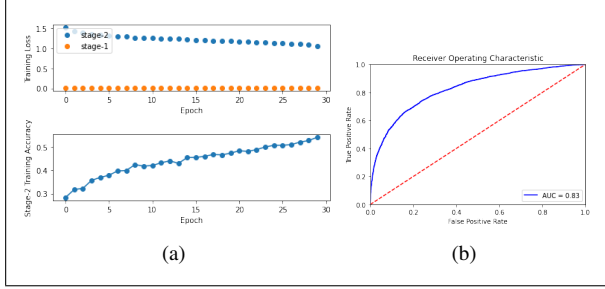 1.5
1.0
0.5
0.0
Training Loss
stage-2
stage-1
0 5 10 15 20 25 30
Epoch
0.5
0.4
0.3
Stage-2 Training Accuracy
0 5 10 15 20 25 30
Epoch
(a)
Receiver Operating Characteristic
1.0
0.8
0.6
0.4
0.2
0.0
True Positive Rate
AUC = 0.83
0.0 0.2 0.4 0.6 0.8 1.0
False Positive Rate
(b)